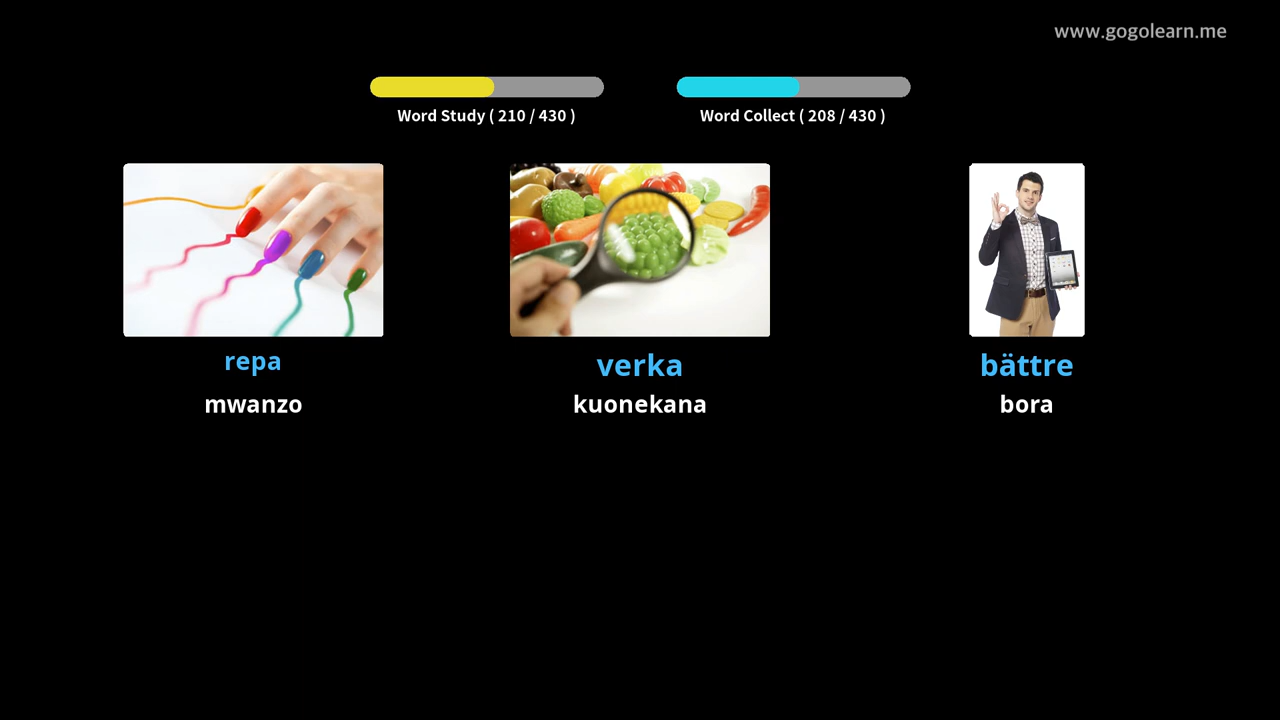 www.gogolearn.me
Word Study ( 210 / 430 )
Word Collect ( 208 / 430 )
repa
verka
bättre
mwanzo
kuonekana
bora